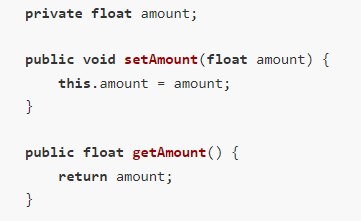 private float amount;
public void setAmount(float amount) {
    this.amount = amount;
}
public float getAmount() {
    return amount;
}